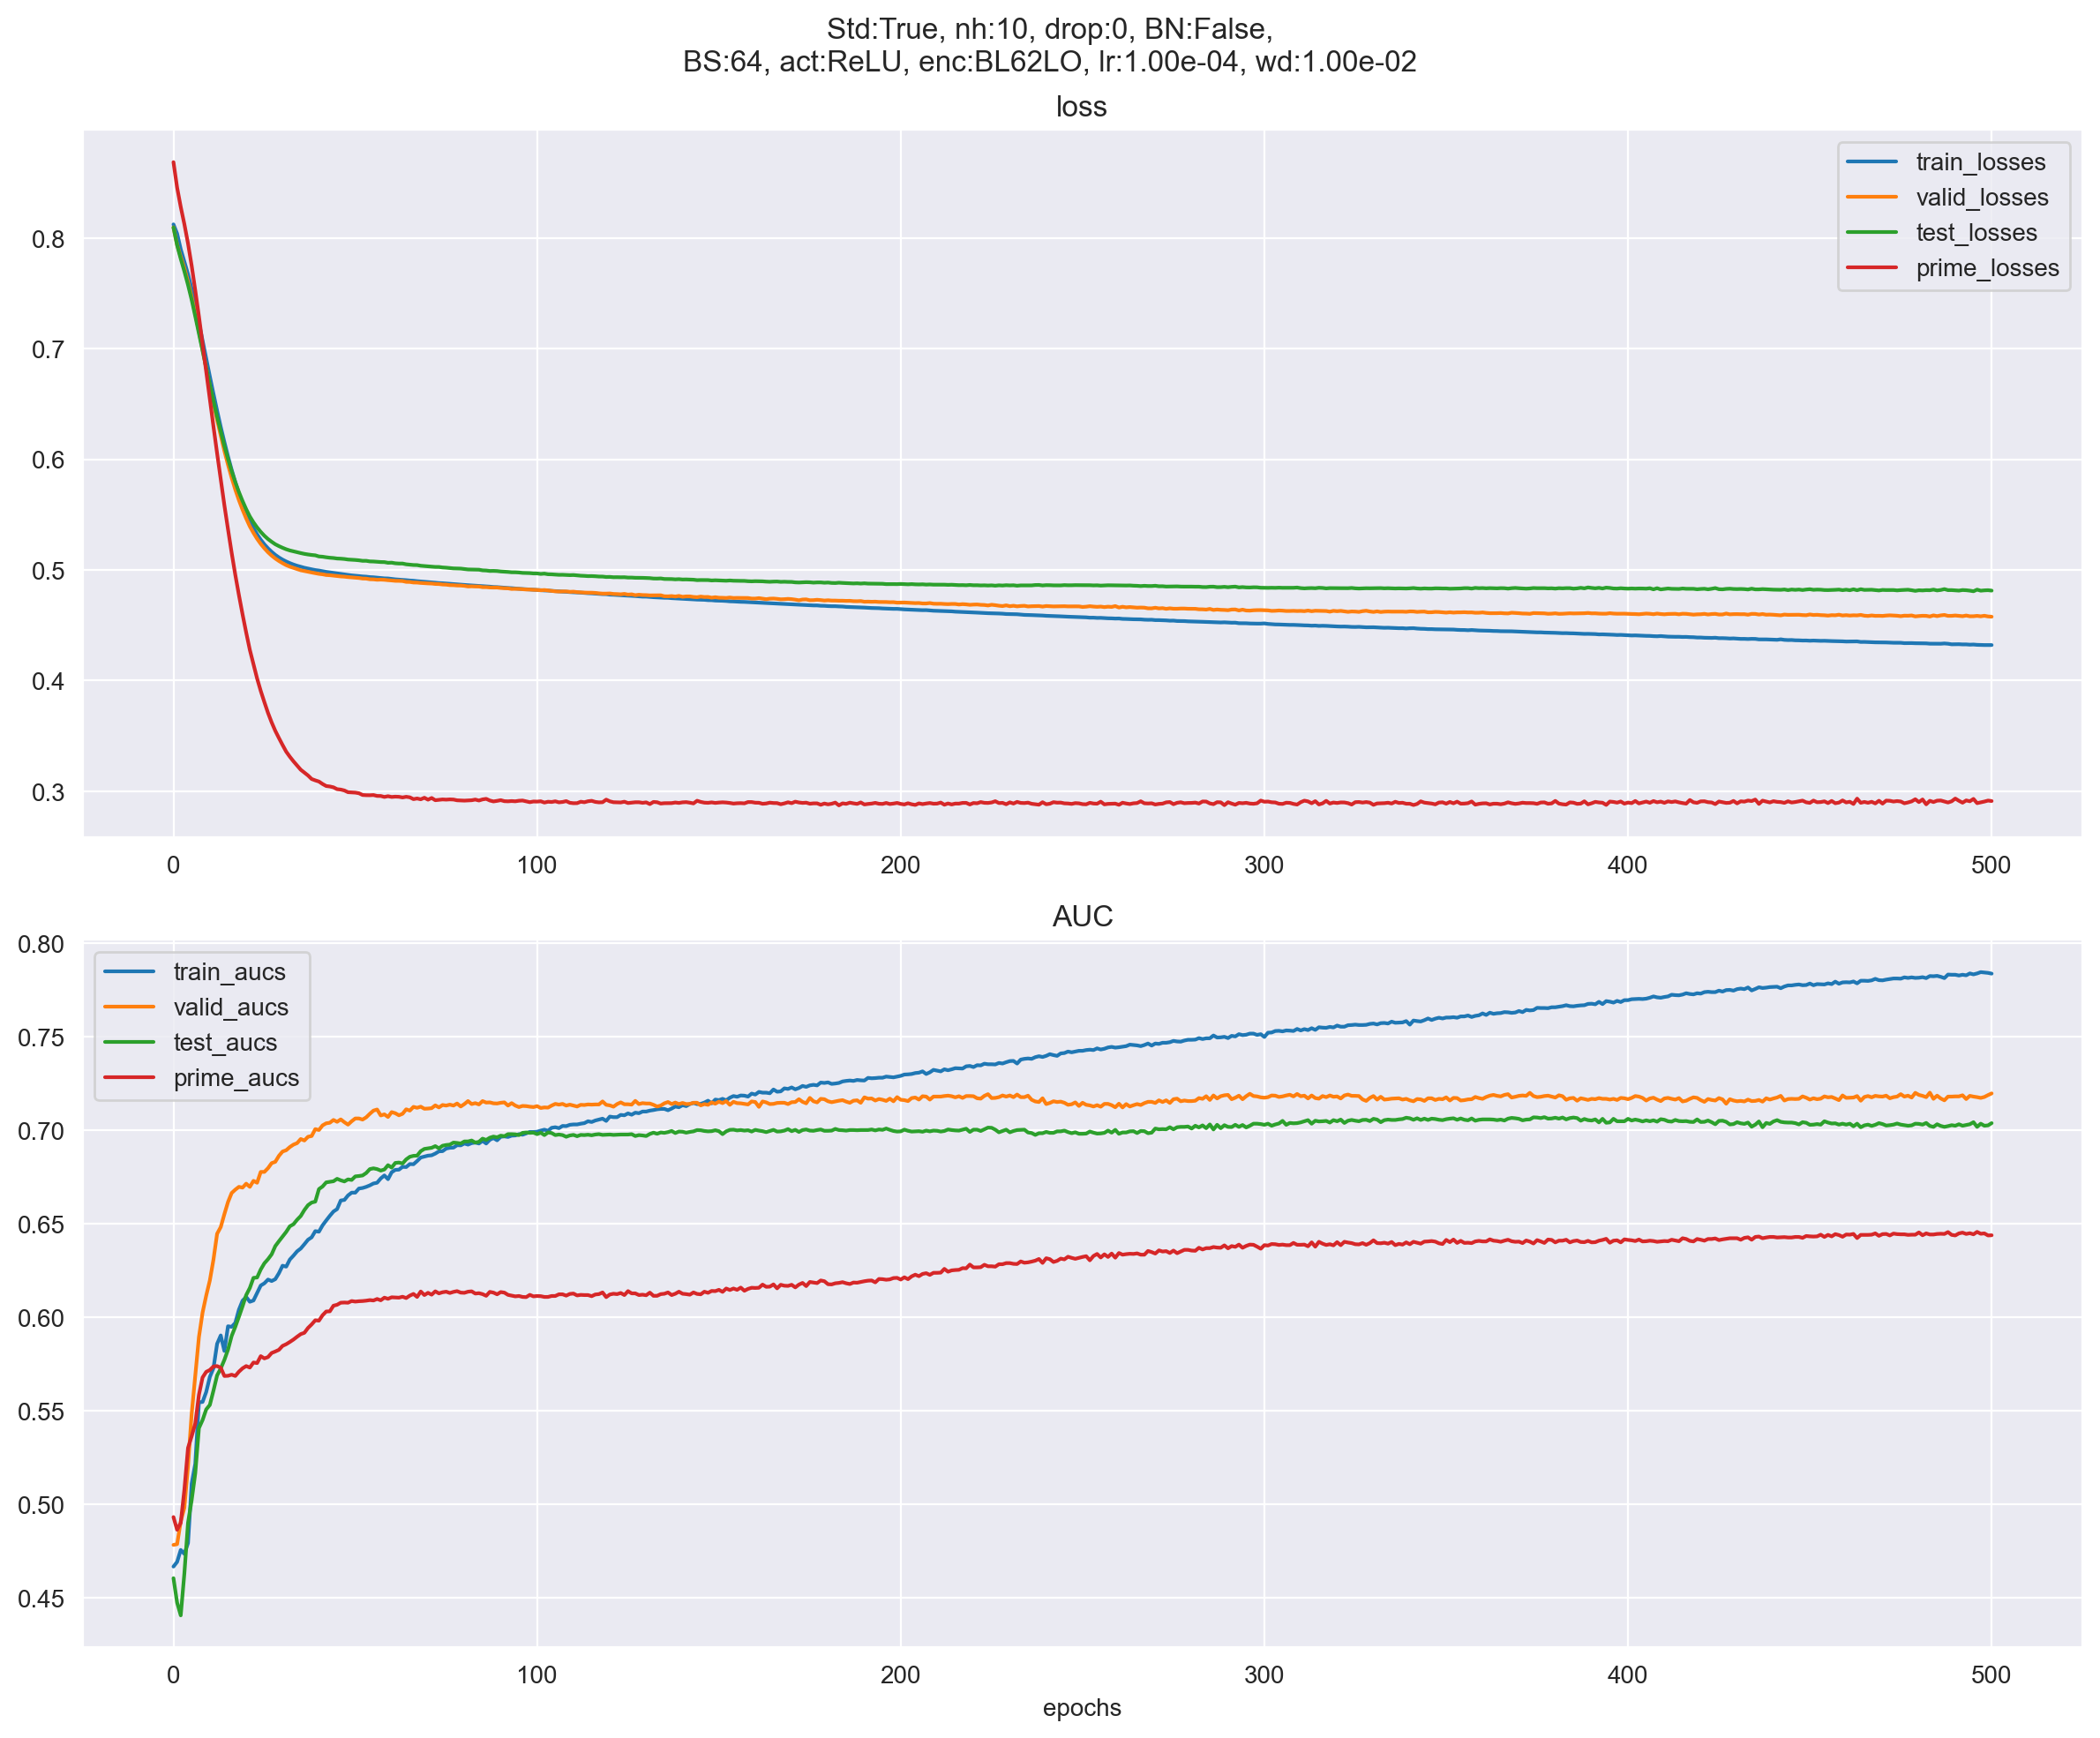 Std:True, nh:10, drop:0, BN:False,
BS:64, act:ReLU, enc:BL62LO, lr:1.00e-04, wd:1.00e-02
loss
train_losses
valid_losses
test_losses
prime_losses
0.8
0.7
0.6
0.5
0.4
0.3
0 100 200 300 400 500
AUC
train_aucs
valid_aucs
test_aucs
prime_aucs
0.80
0.75
0.70
0.65
0.60
0.55
0.50
0.45
0 100 200 300 400 500
epochs